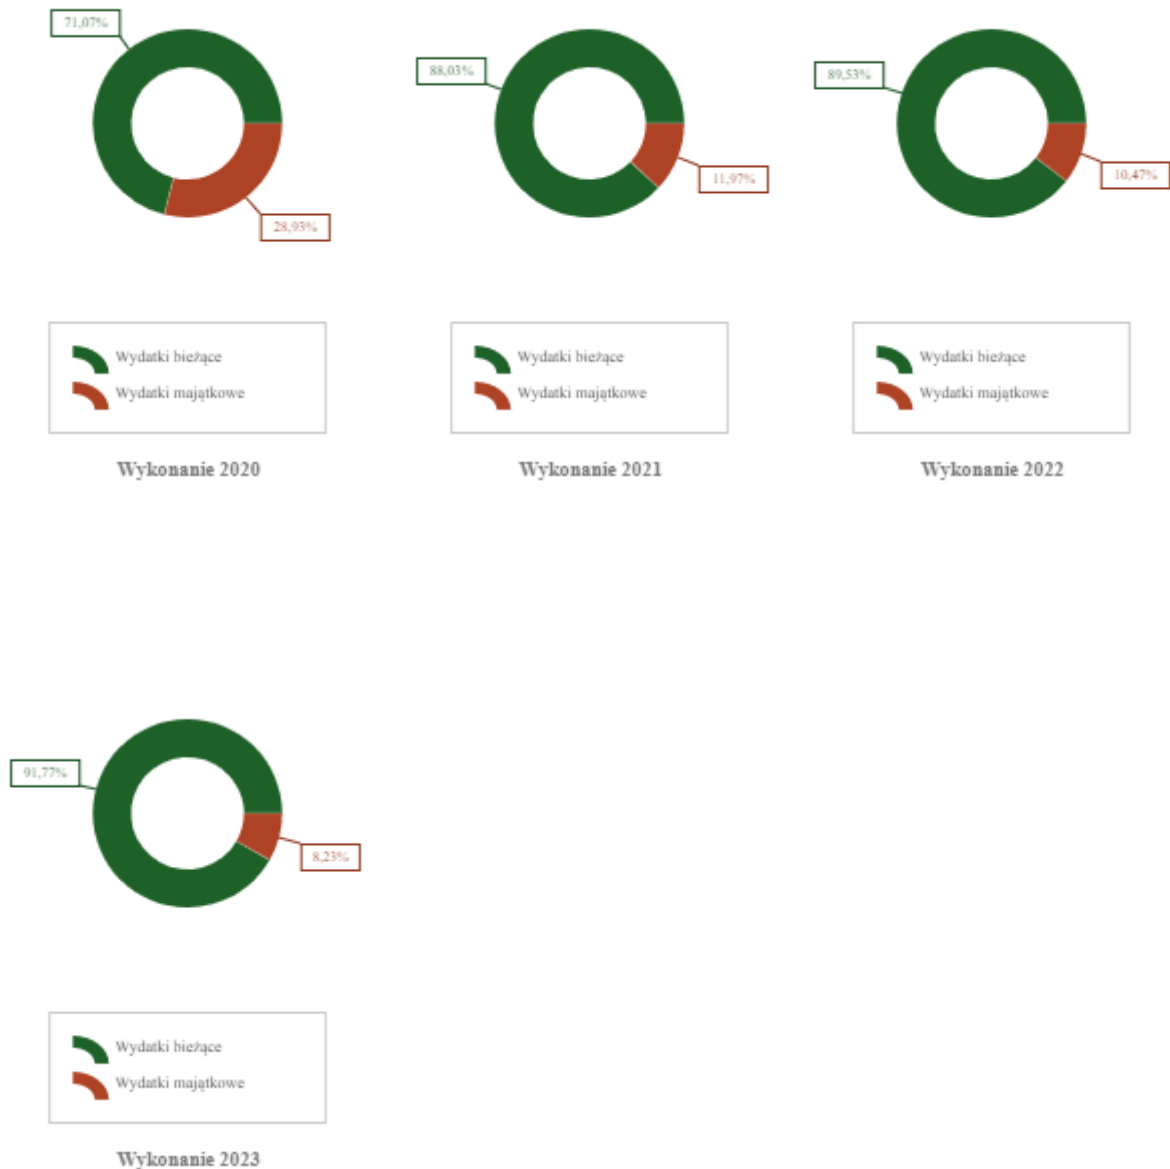 71,07%
28,93%
Wydatki bieżące
Wydatki majątkowe
Wykonanie 2020
88,03%
11,97%
Wydatki bieżące
Wydatki majątkowe
Wykonanie 2021
89,53%
10,47%
Wydatki bieżące
Wydatki majątkowe
Wykonanie 2022
91,77%
8,23%
Wydatki bieżące
Wydatki majątkowe
Wykonanie 2023